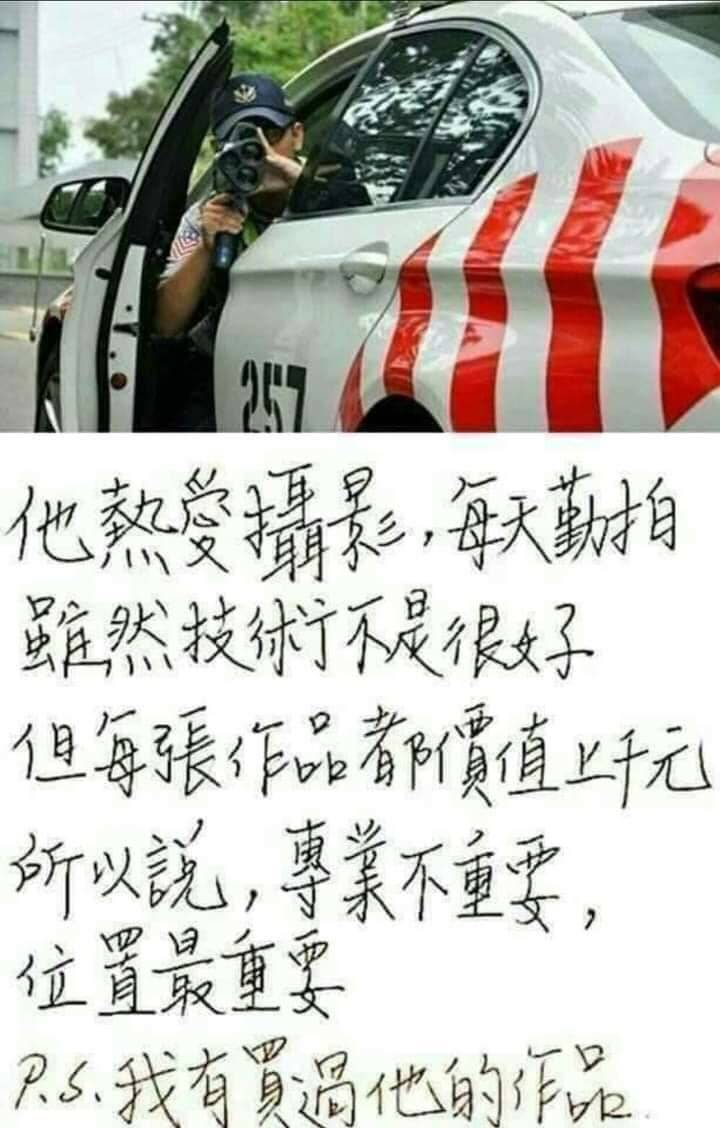 257
他熱愛攝影,每天勤拍
雖然技術不是很好
但每張作品都價值上千元
所以說,專業不重要,
位置最重要
P.S.我有買過他的作品